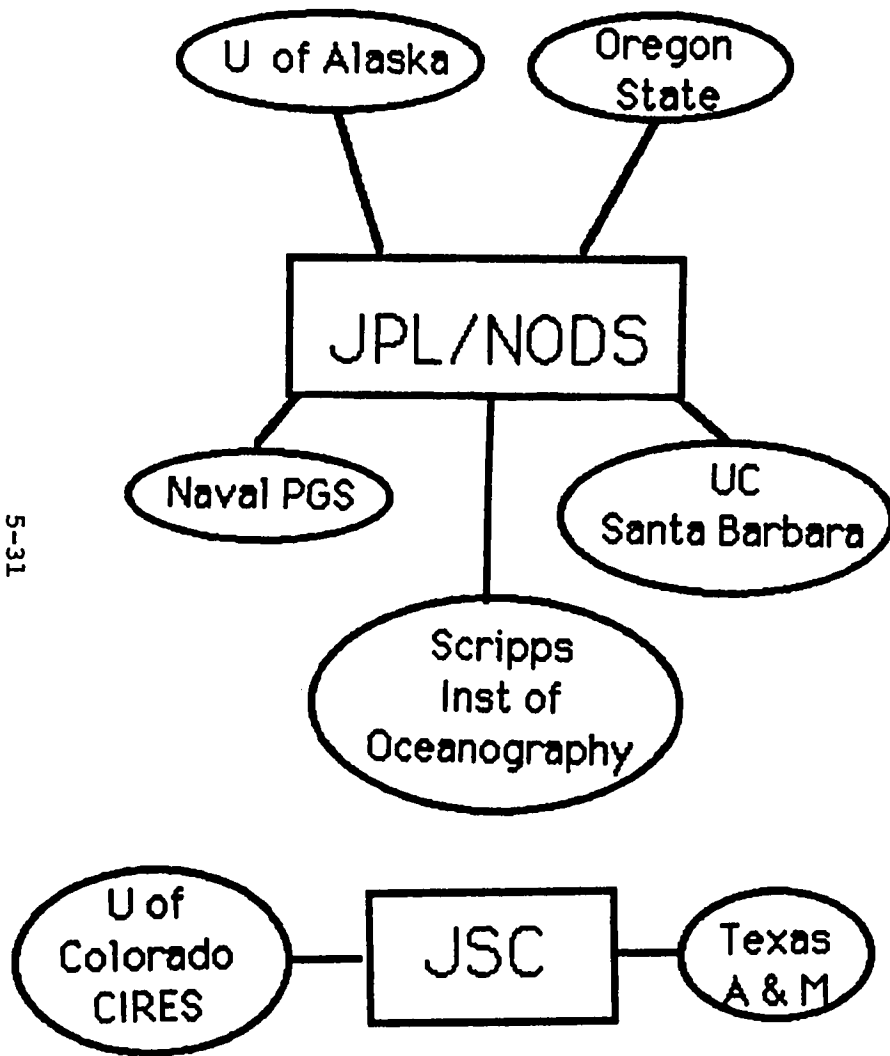 U of Alaska
Oregon
State
JPL/NODS
Naval PGS
UC
Santa Barbara
Scripps
Inst of
Oceanography
5-31
U of
Colorado
CIRES
JSC
Texas
A & M